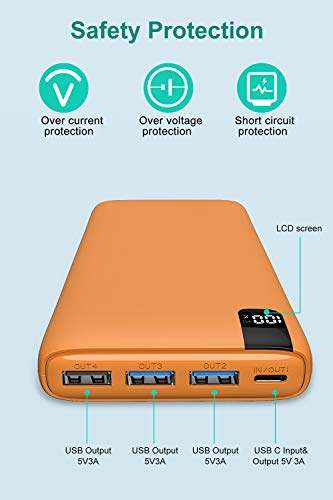 Safety Protection
Over current
protection
Over voltage
protection
Short circuit
protection
LCD screen
100
%
OUT4
OUT3
OUT2
IN/OUT1
USB Output
5V3A
USB Output
5V3A
USB Output
5V3A
USB C Input&
Output 5V 3A